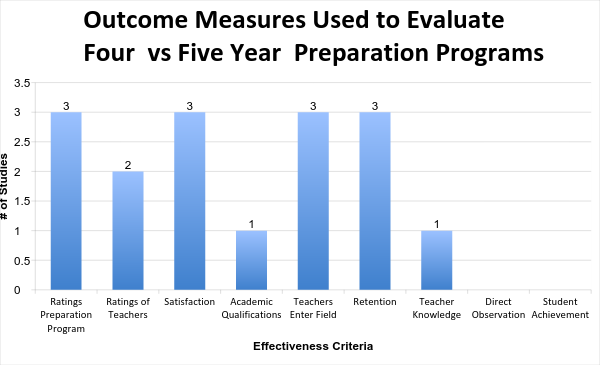 Outcome Measures Used to Evaluate
Four vs Five Year Preparation Programs
3.5
3
2.5
2
1.5
1
0.5
0
# of Studies
3
2
3
1
3
3
1
Ratings
Preparation
Program
Ratings of
Teachers
Satisfaction
Academic
Qualifications
Teachers
Enter Field
Retention
Teacher
Knowledge
Direct
Observation
Student
Achievement
Effectiveness Criteria